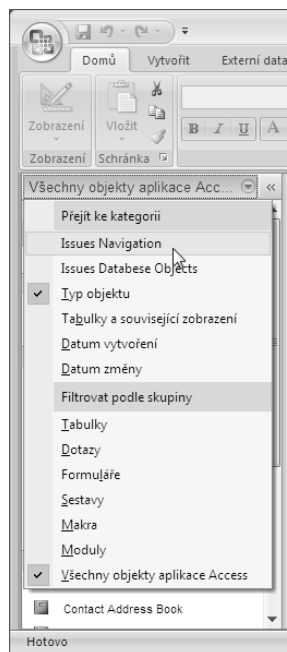 Domů Vytvořit Externí data
Zobrazení Vložit
B I U A
Zobrazení Schránka
Všechny objekty aplikace Acc... «
Přejít ke kategorii
Issues Navigation
Issues Databese Objects
Typ objektu
Tabulky a související zobrazení
Datum vytvoření
Datum změny
Filtrovat podle skupiny
Tabulky
Dotazy
Formuláře
Sestavy
Makra
Moduly
Všechny objekty aplikace Access
Contact Address Book
Hotovo